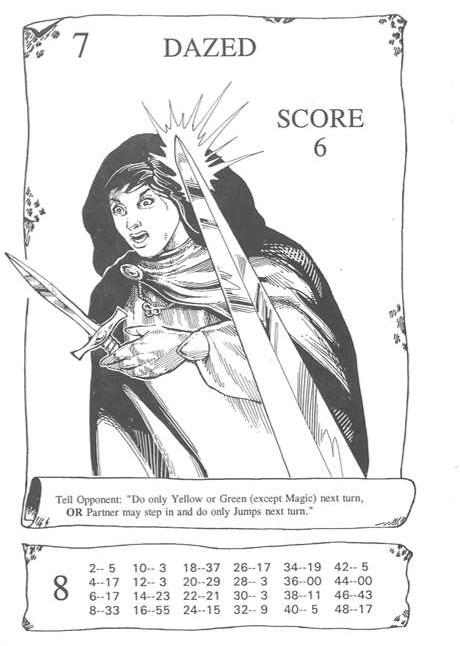 7 DAZED
SCORE
6
Tell Opponent: "Do only Yellow or Green (except Magic) next turn,
OR Partner may step in and do only Jumps next turn."
8
2-- 5 10-- 3 18--37 26--17 34--19 42-- 5
4--17 12-- 3 20--29 28-- 3 36--00 44--00
6--17 14--23 22--21 30-- 3 38--11 46--43
8--33 16--55 24--15 32-- 9 40-- 5 48--17